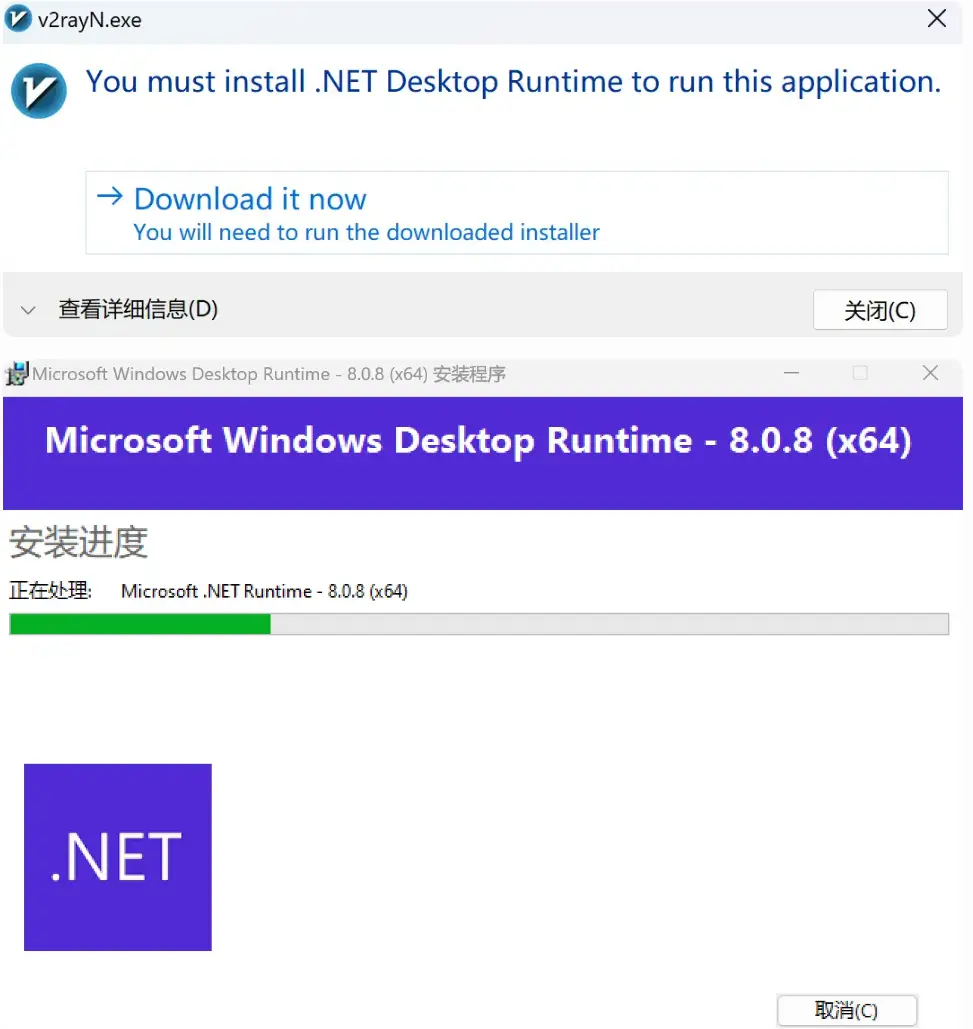 v2rayN.exe
You must install .NET Desktop Runtime to run this application.
Download it now
You will need to run the downloaded installer
查看详细信息(D)
关闭(C)
Microsoft Windows Desktop Runtime - 8.0.8 (x64) 安装程序
Microsoft Windows Desktop Runtime - 8.0.8 (x64)
安装进度
正在处理: Microsoft .NET Runtime - 8.0.8 (x64)
.NET
取消(C)